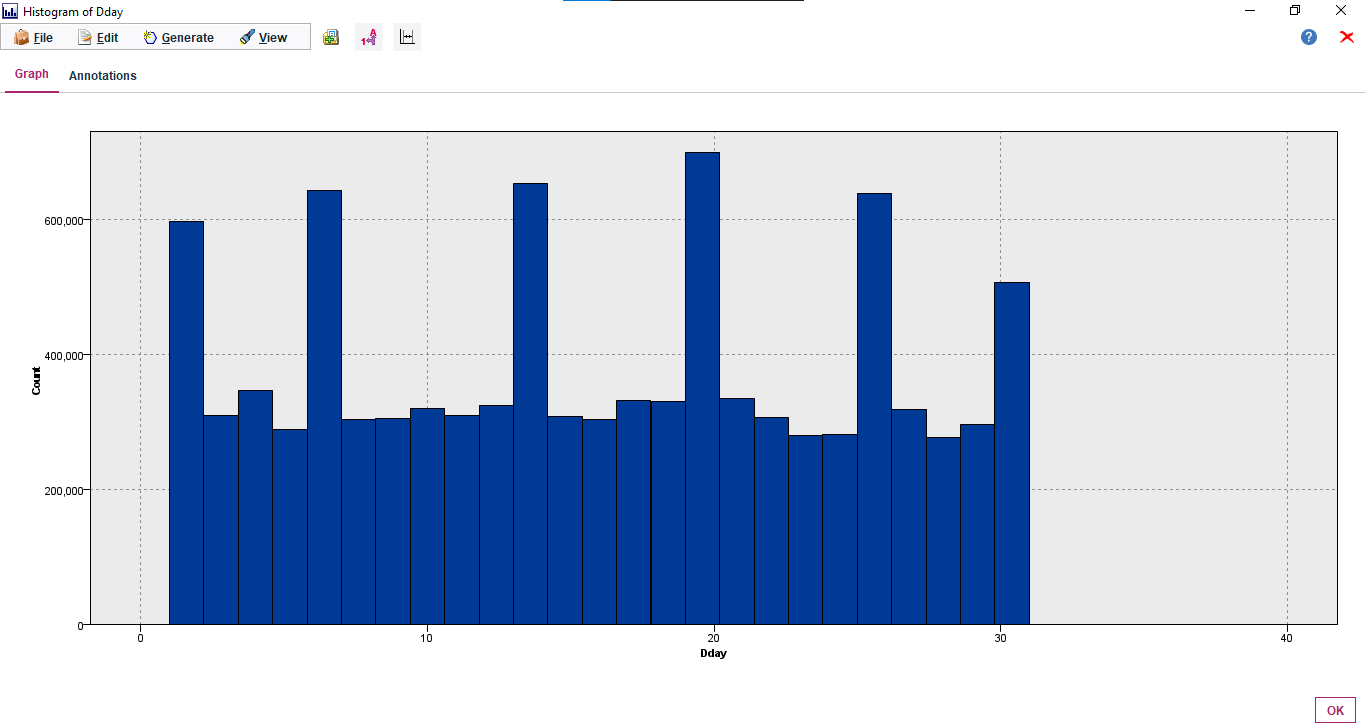 Histogram of Dday
File Edit Generate View
Graph Annotations
600,000
400,000
200,000
0
Count
0 10 20 30 40
Dday
OK